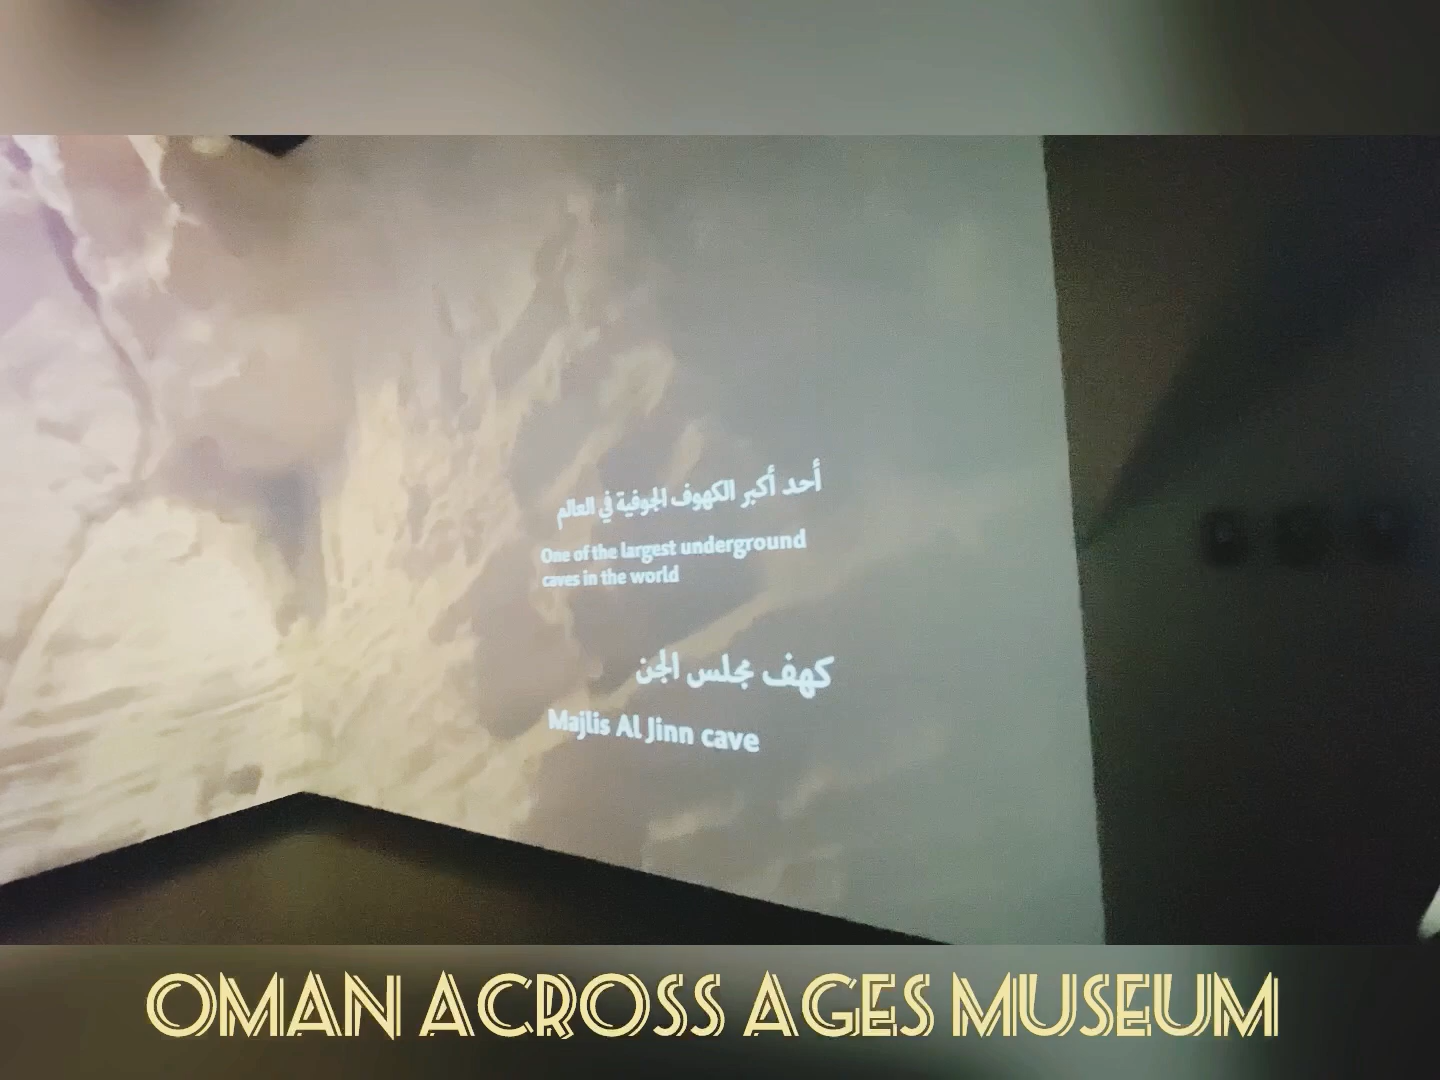 أحد أكبر الكهوف الجوفية في العالم
One of the largest underground
caves in the world
كهف مجلس الجن
Majlis Al Jinn cave
OMAN ACROSS AGES MUSEUM